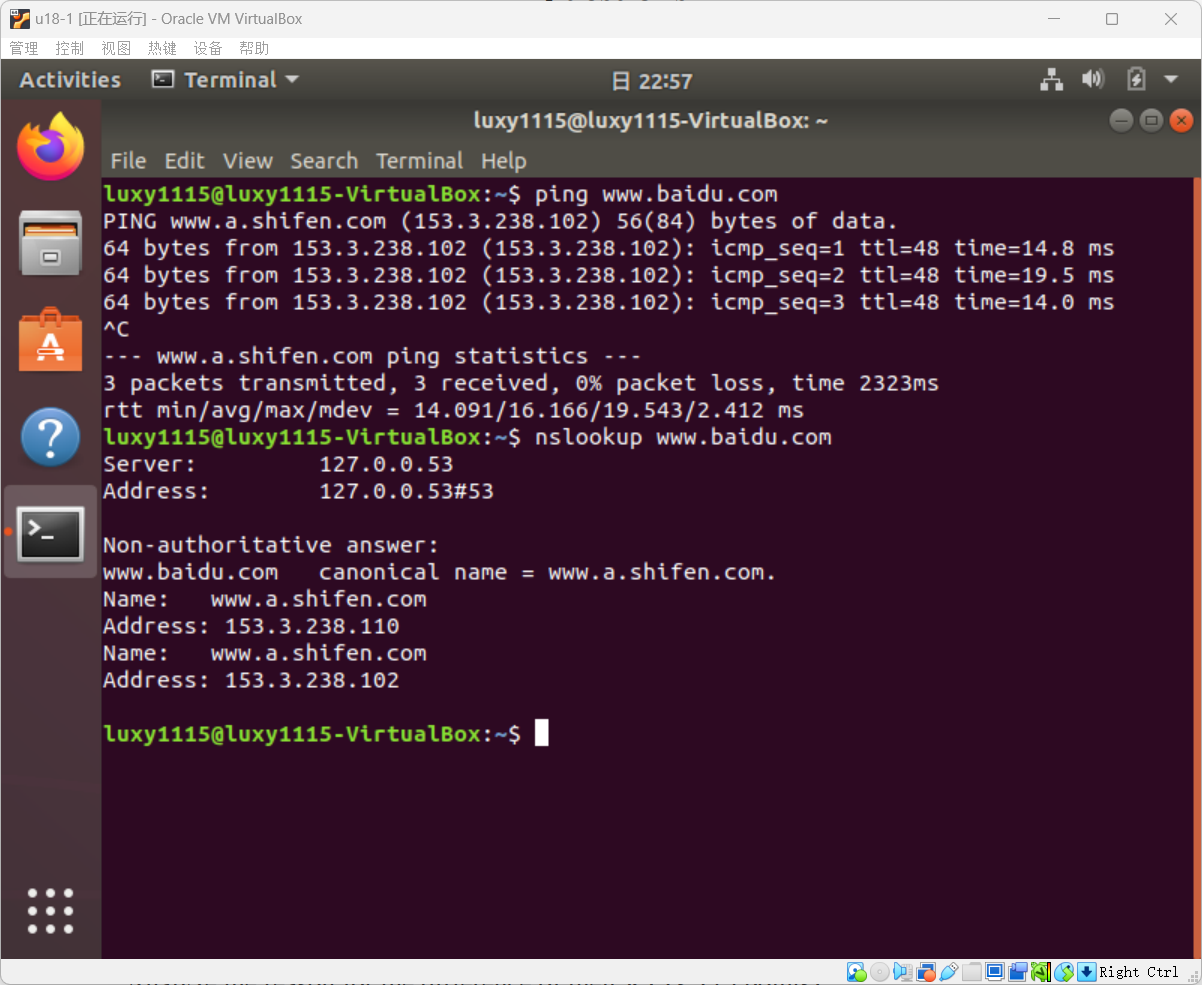 u18-1 [正在运行] - Oracle VM VirtualBox
管理 控制 视图 热键 设备 帮助
Activities Terminal 日 22:57
luxy1115@luxy1115-VirtualBox: ~
File Edit View Search Terminal Help
luxy1115@luxy1115-VirtualBox:~$ ping www.baidu.com
PING www.a.shifen.com (153.3.238.102) 56(84) bytes of data.
64 bytes from 153.3.238.102 (153.3.238.102): icmp_seq=1 ttl=48 time=14.8 ms
64 bytes from 153.3.238.102 (153.3.238.102): icmp_seq=2 ttl=48 time=19.5 ms
64 bytes from 153.3.238.102 (153.3.238.102): icmp_seq=3 ttl=48 time=14.0 ms
^C
--- www.a.shifen.com ping statistics ---
3 packets transmitted, 3 received, 0% packet loss, time 2323ms
rtt min/avg/max/mdev = 14.091/16.166/19.543/2.412 ms
luxy1115@luxy1115-VirtualBox:~$ nslookup www.baidu.com
Server: 127.0.0.53
Address: 127.0.0.53#53
Non-authoritative answer:
www.baidu.com canonical name = www.a.shifen.com.
Name: www.a.shifen.com
Address: 153.3.238.110
Name: www.a.shifen.com
Address: 153.3.238.102
luxy1115@luxy1115-VirtualBox:~$
Right Ctrl